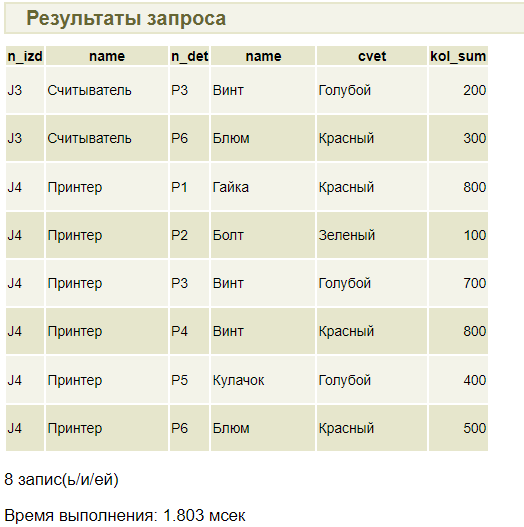 Результаты запроса
n_izd name n_det name cvet kol_sum
J3 Считыватель P3 Винт Голубой 200
J3 Считыватель P6 Блюм Красный 300
J4 Принтер P1 Гайка Красный 800
J4 Принтер P2 Болт Зеленый 100
J4 Принтер P3 Винт Голубой 700
J4 Принтер P4 Винт Красный 800
J4 Принтер P5 Кулачок Голубой 400
J4 Принтер P6 Блюм Красный 500
8 запис(ь/и/ей)
Время выполнения: 1.803 мсек